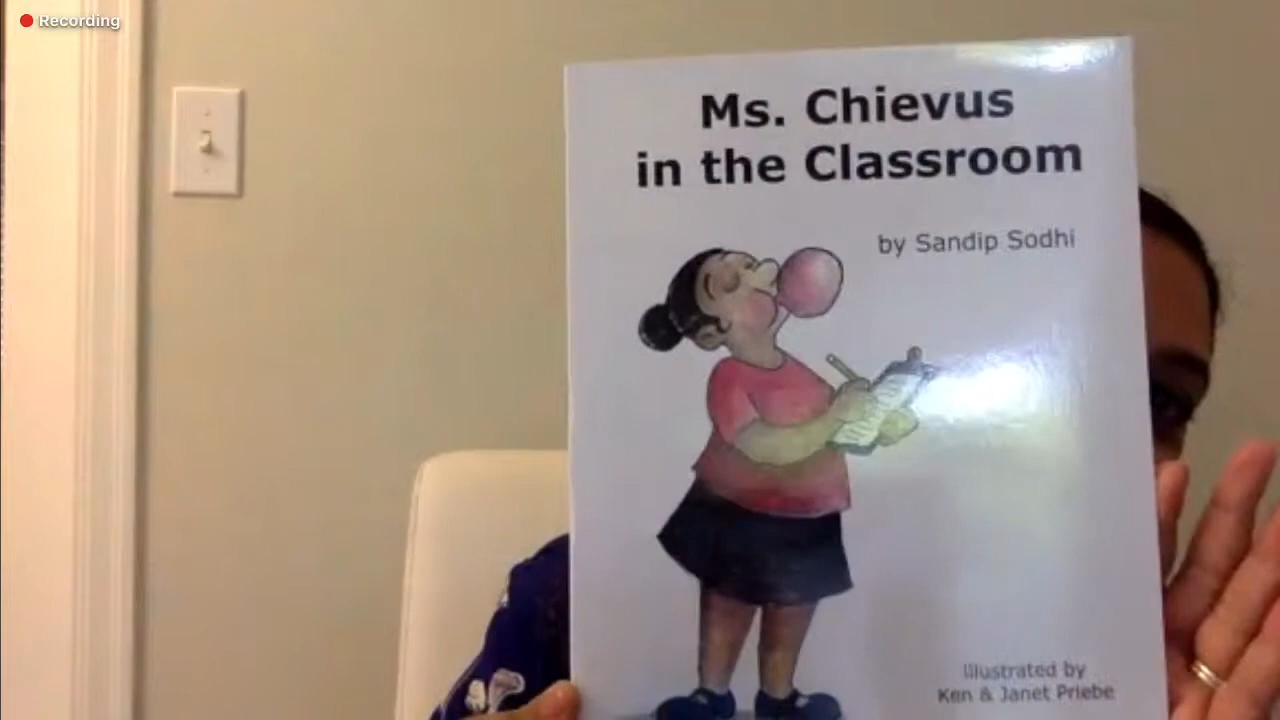 Recording
Ms. Chievus
in the Classroom
by Sandip Sodhi
Illustrated by
Ken & Janet Priebe